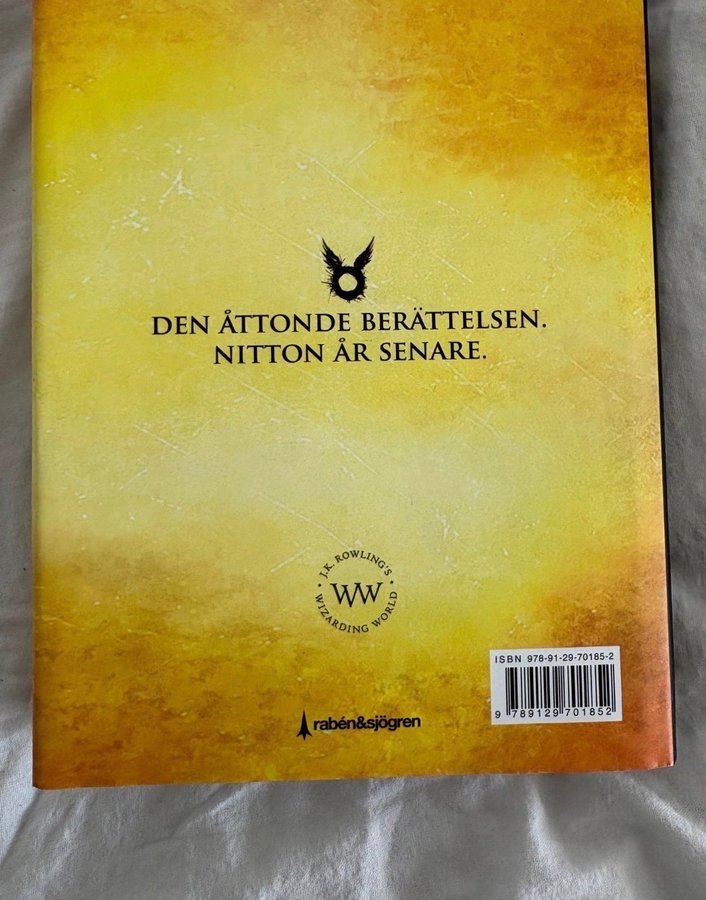 DEN ÅTTONDE BERÄTTELSEN.
NITTON ÅR SENARE.
J.K. ROWLING'S
WW
WIZARDING WORLD
ISBN 978-91-29-70185-2
9 789129 701852
rabén&sjögren